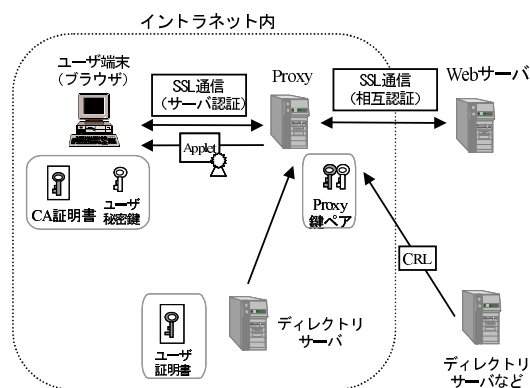 イントラネット内
ユーザ端末
(ブラウザ)
SSL通信
(サーバ認証)
Proxy
SSL通信
(相互認証)
Webサーバ
Applet
CA証明書
ユーザ
秘密鍵
Proxy
鍵ペア
CRL
ユーザ
証明書
ディレクトリ
サーバ
ディレクトリ
サーバなど